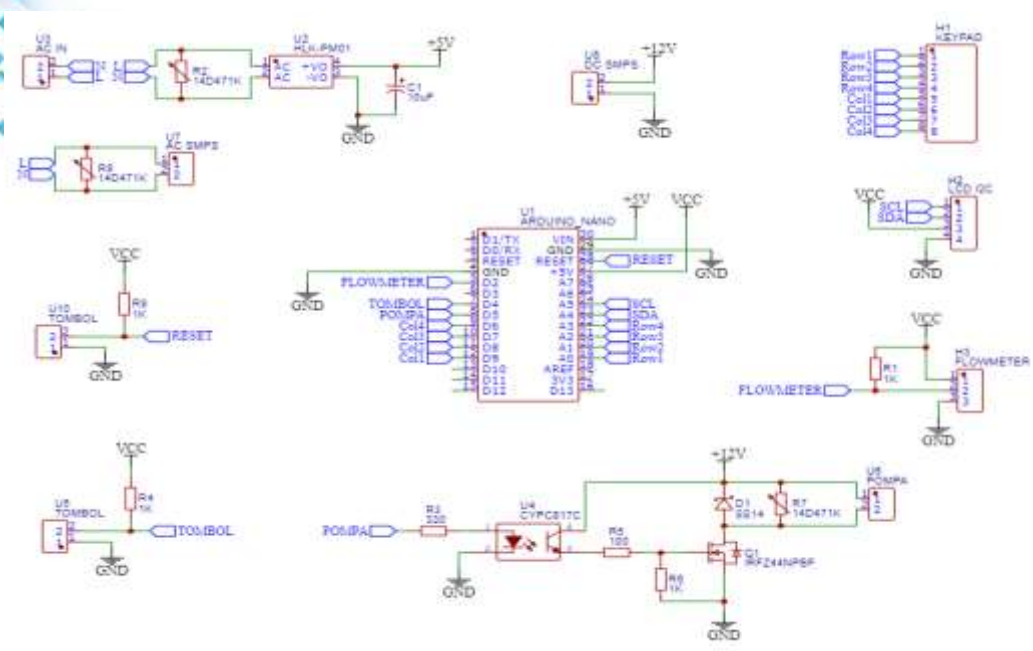 U3
AC IN
L
R2
14D471K
U2
HLK-PM01
AC +VO
AC -VO
+5V
C1
10uF
GND
U8
DC SMPS
+12V
GND
H1
KEYPAD
Row1
Row2
Row3
Row4
Col1
Col2
Col3
Col4
U7
AC SMPS
L
14D471K
H2
VCC
SCL
SDA
GND
U1
ARDUINO_NANO
+5V
VCC
D1/TX
D0/RX
RESET
GND
D2
D3
D4
D5
D6
D7
D8
D9
D10
D11
D12
VIN
GND
RESET
+5V
A7
A6
A5
A4
A3
A2
A1
A0
AREF
3V3
D13
GND
FLOWMETER
TOMBOL
POMPA
Col4
Col3
Col2
Col1
RESET
GND
SCL
SDA
Row4
Row3
Row2
Row1
VCC
1K
U10
TOMBOL
RESET
GND
VCC
R1
1K
H3
FLOWMETER
FLOWMETER
GND
VCC
R4
1K
U5
TOMBOL
TOMBOL
GND
POMPA
R3
330
U4
CYPC817C
GND
R5
100
R6
1K
+12V
D1
SS14
R7
14D471K
POMPA
Q1
IRFZ44NPBF
GND